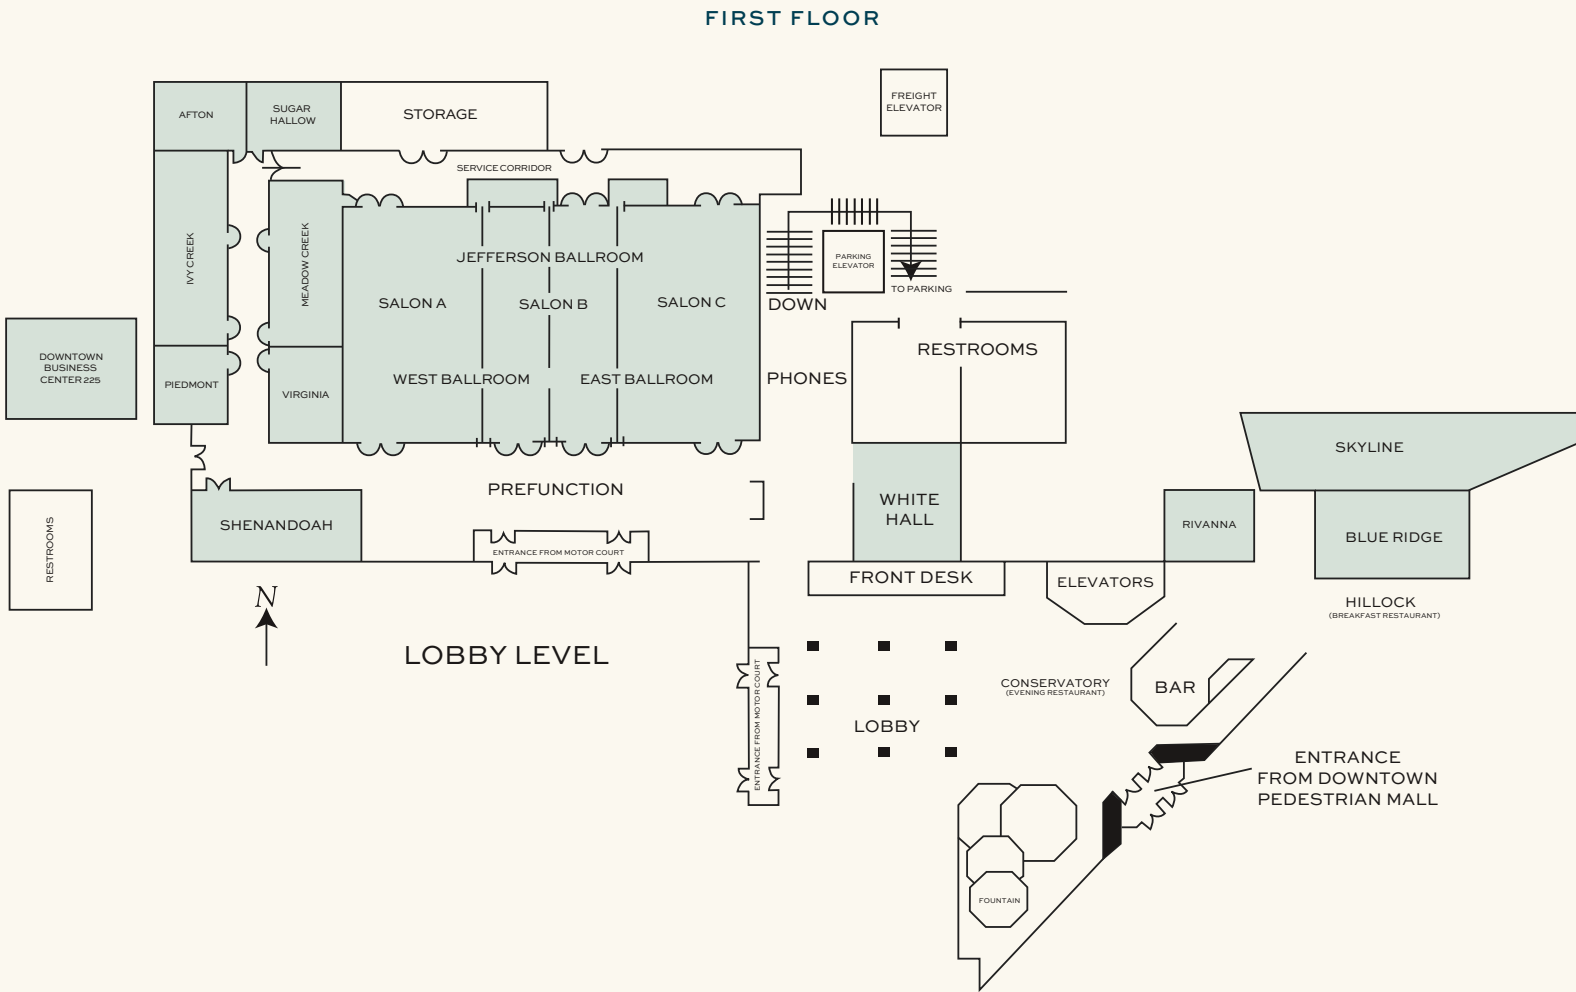 FIRST FLOOR
FREIGHT
ELEVATOR
AFTON
SUGAR
HALLOW
STORAGE
SERVICE CORRIDOR
IVY CREEK
MEADOW CREEK
JEFFERSON BALLROOM
SALON A
SALON B
SALON C
PARKING
ELEVATOR
TO PARKING
DOWN
RESTROOMS
DOWNTOWN
BUSINESS
CENTER 225
PIEDMONT
VIRGINIA
WEST BALLROOM
EAST BALLROOM
PHONES
SKYLINE
PREFUNCTION
WHITE
HALL
SHENANDOAH
RIVANNA
BLUE RIDGE
RESTROOMS
ENTRANCE FROM MOTOR COURT
FRONT DESK
ELEVATORS
HILLOCK
(BREAKFAST RESTAURANT)
N
LOBBY LEVEL
ENTRANCE FROM MOTOR COURT
CONSERVATORY
(EVENING RESTAURANT)
BAR
LOBBY
ENTRANCE
FROM DOWNTOWN
PEDESTRIAN MALL
FOUNTAIN